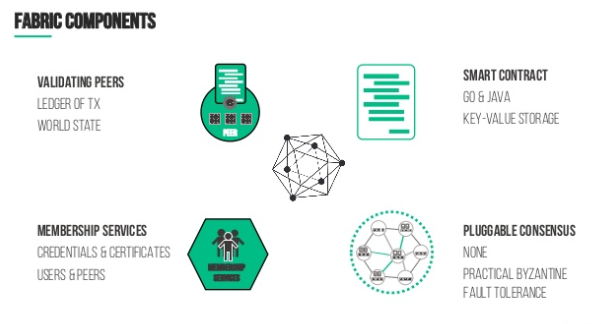 FABRIC COMPONENTS
VALIDATING PEERS
LEDGER OF TX
WORLD STATE
PEER
SMART CONTRACT
GO & JAVA
KEY-VALUE STORAGE
MEMBERSHIP SERVICES
CREDENTIALS & CERTIFICATES
USERS & PEERS
MEMBERSHIP
SERVICES
PLUGGABLE CONSENSUS
NONE
PRACTICAL BYZANTINE
FAULT TOLERANCE